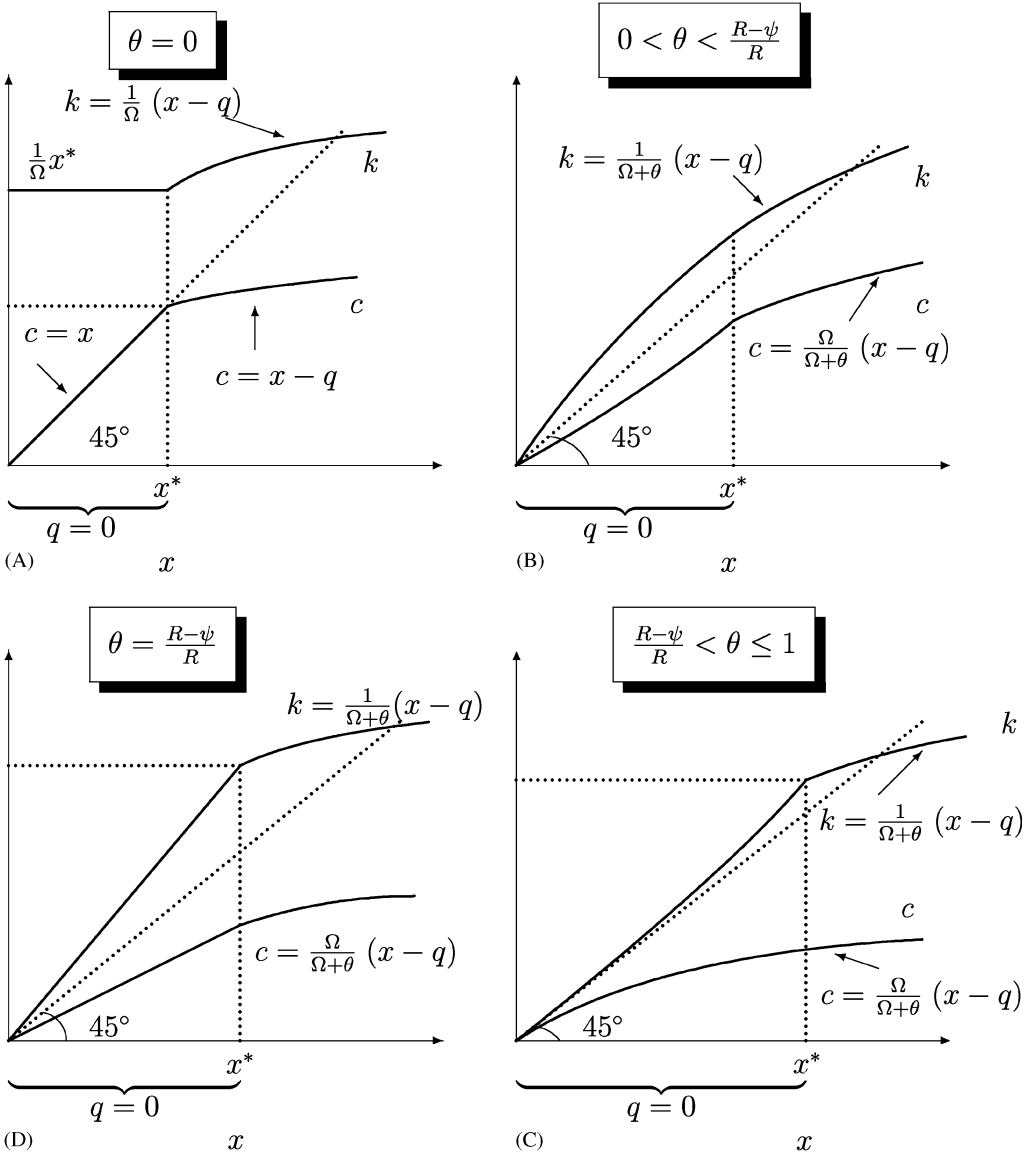 θ = 0
k = 1/Ω (x − q)
1/Ω x*
k
c
c = x
c = x − q
45°
x*
q = 0
(A)
x
0 < θ < R−ψ/R
k = 1/Ω+θ (x − q)
k
c
c = Ω/Ω+θ (x − q)
45°
x*
q = 0
(B)
x
θ = R−ψ/R
k = 1/Ω+θ (x − q)
c = Ω/Ω+θ (x − q)
45°
x*
q = 0
(D)
x
R−ψ/R < θ ≤ 1
k
k = 1/Ω+θ (x − q)
c
c = Ω/Ω+θ (x − q)
45°
x*
q = 0
(C)
x